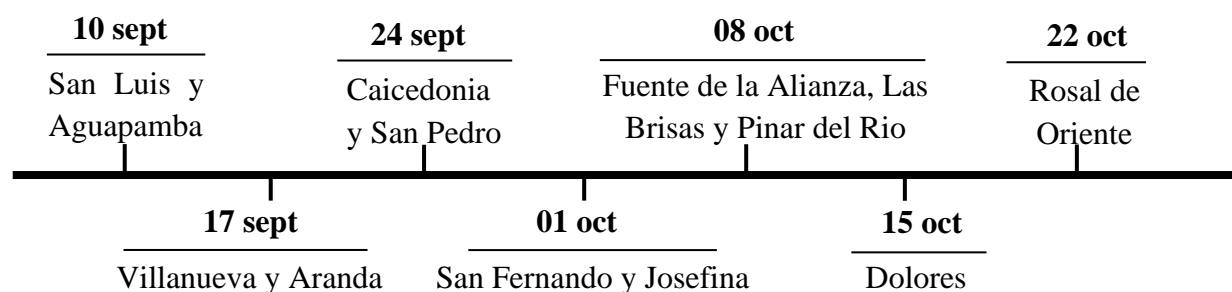 10 sept
San Luis y
Aguapamba
24 sept
Caicedonia
y San Pedro
08 oct
Fuente de la Alianza, Las
Brisas y Pinar del Rio
22 oct
Rosal de
Oriente
17 sept
Villanueva y Aranda
01 oct
San Fernando y Josefina
15 oct
Dolores